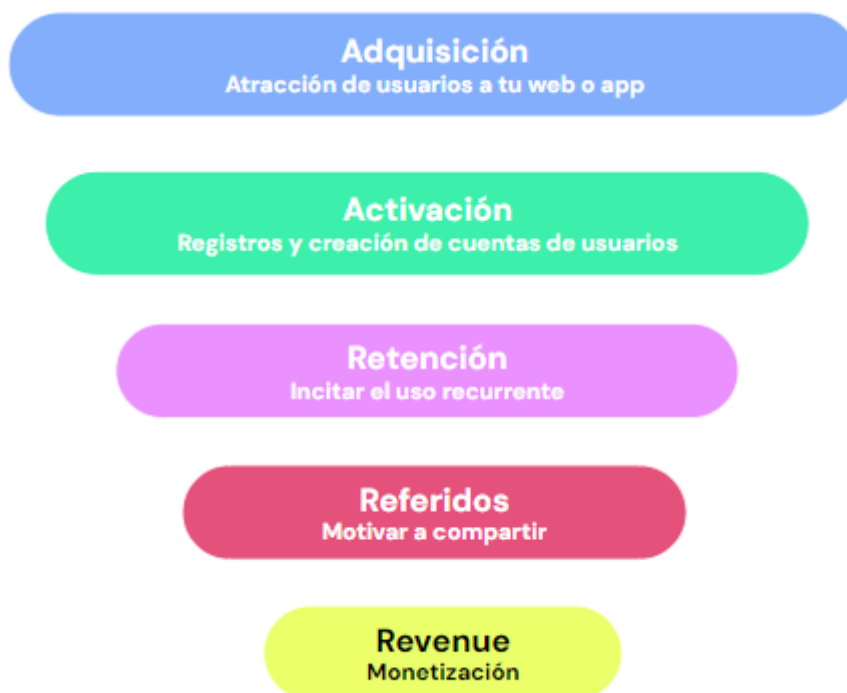 Adquisición
Atracción de usuarios a tu web o app
Activación
Registros y creación de cuentas de usuarios
Retención
Incitar el uso recurrente
Referidos
Motivar a compartir
Revenue
Monetización